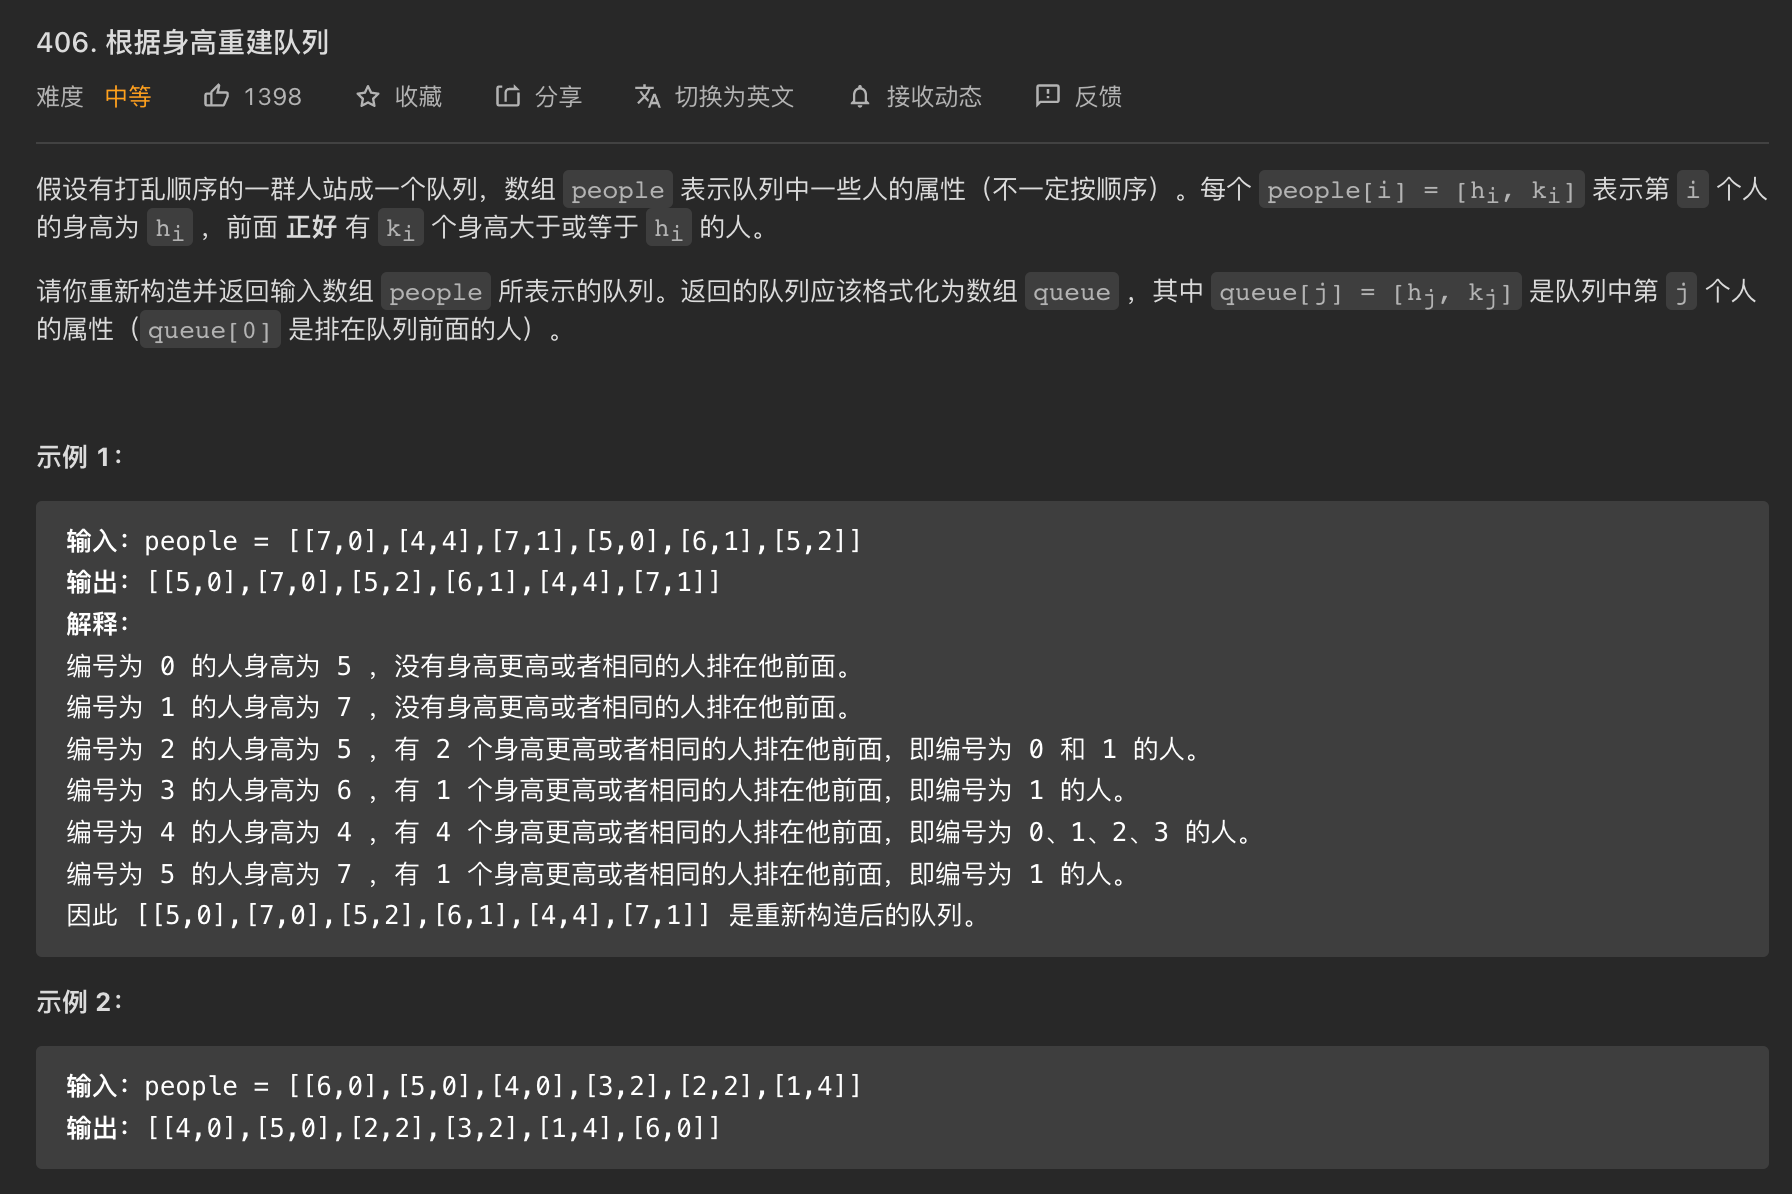 406. 根据身高重建队列
难度 中等 1398 收藏 分享 切换为英文 接收动态 反馈
假设有打乱顺序的一群人站成一个队列，数组 people 表示队列中一些人的属性（不一定按顺序）。每个 people[i] = [hi, ki] 表示第 i 个人
的身高为 hi ，前面 正好 有 ki 个身高大于或等于 hi 的人。
请你重新构造并返回输入数组 people 所表示的队列。返回的队列应该格式化为数组 queue ，其中 queue[j] = [hj, kj] 是队列中第 j 个人
的属性（queue[0] 是排在队列前面的人）。
示例 1：
输入：people = [[7,0],[4,4],[7,1],[5,0],[6,1],[5,2]]
输出：[[5,0],[7,0],[5,2],[6,1],[4,4],[7,1]]
解释：
编号为 0 的人身高为 5 ，没有身高更高或者相同的人排在他前面。
编号为 1 的人身高为 7 ，没有身高更高或者相同的人排在他前面。
编号为 2 的人身高为 5 ，有 2 个身高更高或者相同的人排在他前面，即编号为 0 和 1 的人。
编号为 3 的人身高为 6 ，有 1 个身高更高或者相同的人排在他前面，即编号为 1 的人。
编号为 4 的人身高为 4 ，有 4 个身高更高或者相同的人排在他前面，即编号为 0、1、2、3 的人。
编号为 5 的人身高为 7 ，有 1 个身高更高或者相同的人排在他前面，即编号为 1 的人。
因此 [[5,0],[7,0],[5,2],[6,1],[4,4],[7,1]] 是重新构造后的队列。
示例 2：
输入：people = [[6,0],[5,0],[4,0],[3,2],[2,2],[1,4]]
输出：[[4,0],[5,0],[2,2],[3,2],[1,4],[6,0]]